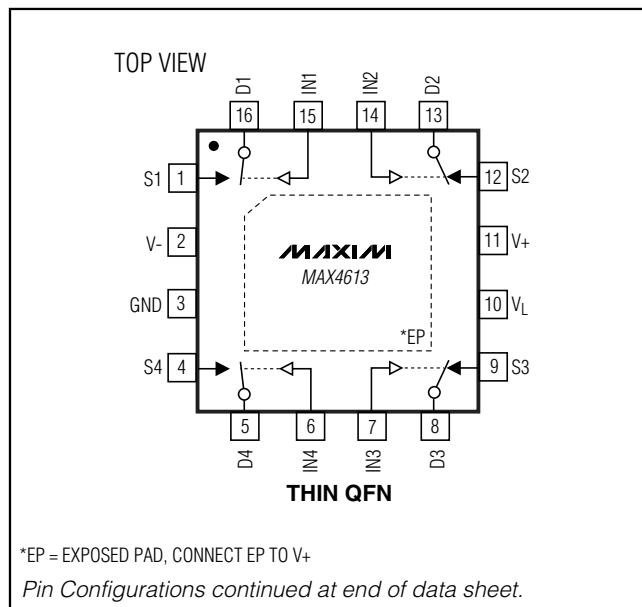 TOP VIEW
D1
IN1
IN2
D2
16
15
14
13
S1 1
12 S2
V- 2
11 V+
MAXIM
MAX4613
GND 3
10 VL
*EP
S4 4
9 S3
5
6
7
8
D4
IN4
IN3
D3
THIN QFN
*EP = EXPOSED PAD, CONNECT EP TO V+
Pin Configurations continued at end of data sheet.